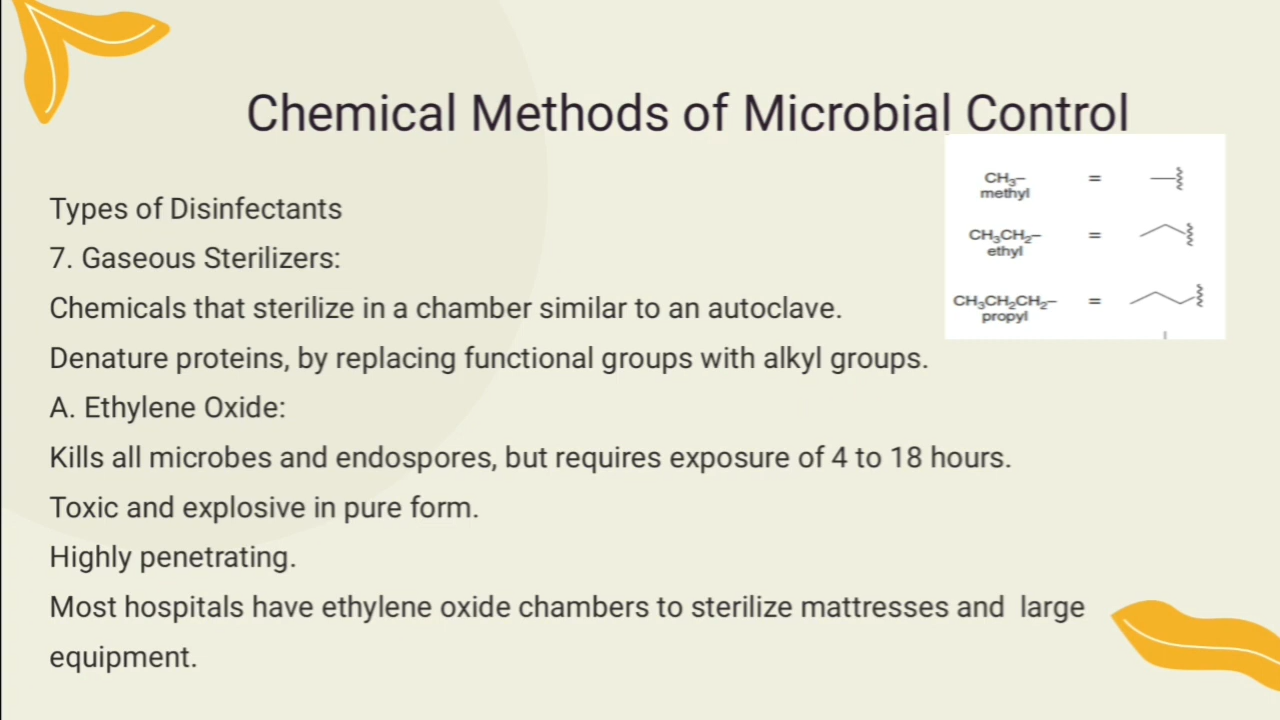 Chemical Methods of Microbial Control
CH₃– = 
methyl
CH₃CH₂– =
ethyl
CH₃CH₂CH₂– =
propyl
Types of Disinfectants
7. Gaseous Sterilizers:
Chemicals that sterilize in a chamber similar to an autoclave.
Denature proteins, by replacing functional groups with alkyl groups.
A. Ethylene Oxide:
Kills all microbes and endospores, but requires exposure of 4 to 18 hours.
Toxic and explosive in pure form.
Highly penetrating.
Most hospitals have ethylene oxide chambers to sterilize mattresses and  large
equipment.